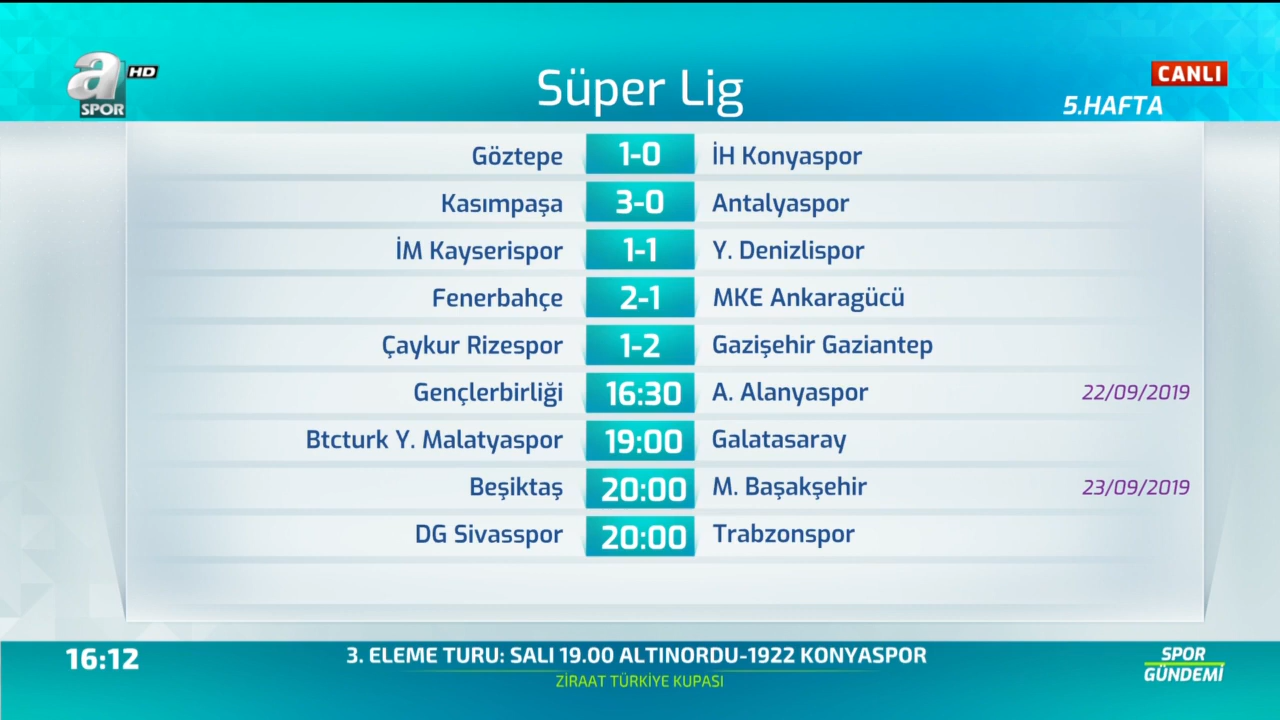 a HD
SPOR
Süper Lig
CANLI
5.HAFTA
Göztepe 1-0 İH Konyaspor
Kasımpaşa 3-0 Antalyaspor
İM Kayserispor 1-1 Y. Denizlispor
Fenerbahçe 2-1 MKE Ankaragücü
Çaykur Rizespor 1-2 Gazişehir Gaziantep
Gençlerbirliği 16:30 A. Alanyaspor 22/09/2019
Btcturk Y. Malatyaspor 19:00 Galatasaray
Beşiktaş 20:00 M. Başakşehir 23/09/2019
DG Sivasspor 20:00 Trabzonspor
16:12
3. ELEME TURU: SALI 19.00 ALTINORDU-1922 KONYASPOR
ZİRAAT TÜRKİYE KUPASI
SPOR
GÜNDEMİ